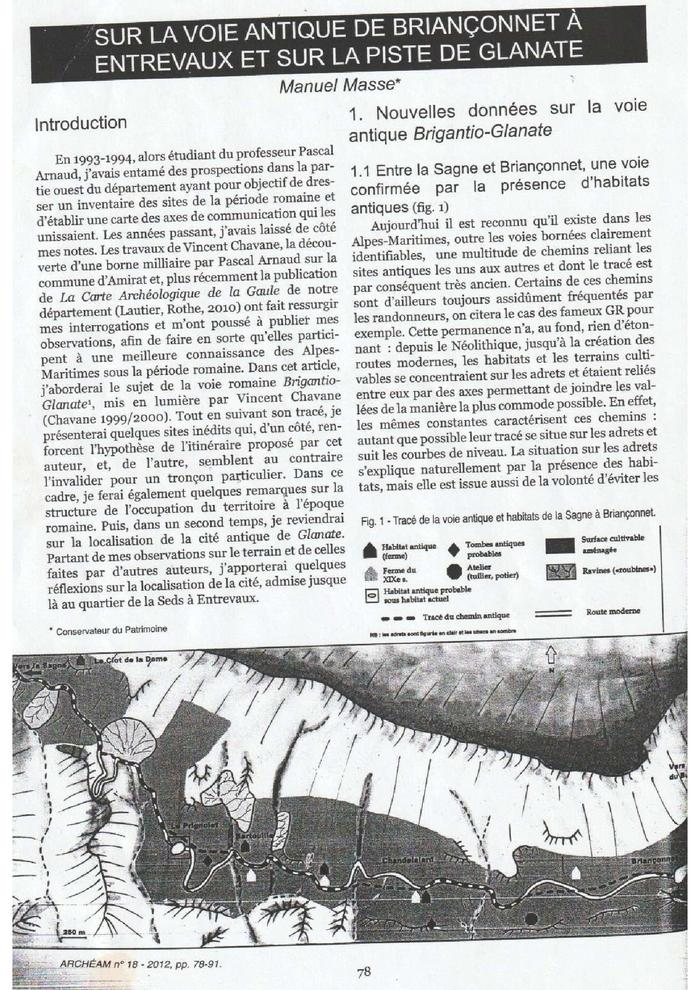 SUR LA VOIE ANTIQUE DE BRIANÇONNET À
ENTREVAUX ET SUR LA PISTE DE GLANATE
Manuel Masse*
Introduction
En 1993-1994, alors étudiant du professeur Pascal
Arnaud, j'avais entamé des prospections dans la par-
tie ouest du département ayant pour objectif de dres-
ser un inventaire des sites de la période romaine et
d'établir une carte des axes de communication qui les
unissaient. Les années passant, j'avais laissé de côté
mes notes. Les travaux de Vincent Chavane, la décou-
verte d'une borne milliaire par Pascal Arnaud sur la
commune d'Amirat et, plus récemment la publication
de La Carte Archéologique de la Gaule de notre
département (Lautier, Rothe, 2010) ont fait ressurgir
mes interrogations et m'ont poussé à publier mes
observations, afin de faire en sorte qu'elles partici-
pent à une meilleure connaissance des Alpes-
Maritimes sous la période romaine. Dans cet article,
j'aborderai le sujet de la voie romaine Brigantio-
Glanate¹, mis en lumière par Vincent Chavane
(Chavane 1999/2000). Tout en suivant son tracé, je
présenterai quelques sites inédits qui, d'un côté, ren-
forcent l'hypothèse de l'itinéraire proposé par cet
auteur, et, de l'autre, semblent au contraire
l'invalider pour un tronçon particulier. Dans ce
cadre, je ferai également quelques remarques sur la
structure de l'occupation du territoire à l'époque
romaine. Puis, dans un second temps, je reviendrai
sur la localisation de la cité antique de Glanate.
Partant de mes observations sur le terrain et de celles
faites par d'autres auteurs, j'apporterai quelques
réflexions sur la localisation de la cité, admise jusque
là au quartier de la Seds à Entrevaux.
* Conservateur du Patrimoine
1. Nouvelles données sur la voie
antique Brigantio-Glanate
1.1 Entre la Sagne et Briançonnet, une voie
confirmée par la présence d'habitats
antiques (fig. 1)
Aujourd'hui il est reconnu qu'il existe dans les
Alpes-Maritimes, outre les voies bornées clairement
identifiables, une multitude de chemins reliant les
sites antiques les uns aux autres et dont le tracé est
par conséquent très ancien. Certains de ces chemins
sont d'ailleurs toujours assidûment fréquentés par
les randonneurs, on citera le cas des fameux GR pour
exemple. Cette permanence n'a, au fond, rien d'éton-
nant : depuis le Néolithique, jusqu'à la création des
routes modernes, les habitats et les terrains culti-
vables se concentraient sur les adrets et étaient reliés
entre eux par des axes permettant de joindre les val-
lées de la manière la plus commode possible. En effet,
les mêmes constantes caractérisent ces chemins :
autant que possible leur tracé se situe sur les adrets et
suit les courbes de niveau. La situation sur les adrets
s'explique naturellement par la présence des habi-
tats, mais elle est issue aussi de la volonté d'éviter les
Fig. 1 - Tracé de la voie antique et habitats de la Sagne à Briançonnet.
Habitat antique
(ferme)
Tombes antiques
probables
Surface cultivable
aménagée
Ferme du
XIXe s.
Atelier
(tuilier, potier)
Ravines («roubines»)
Habitat antique probable
sous habitat actuel
Tracé du chemin antique
Route moderne
NB : les adrets sont figurés en clair et les ubacs en sombre
N
Vers la Sagne
Le Clot de la Dame
Vers
Le Prignolet
Chandelalard
Briançonnet
250 m
ARCHÉAM n° 18 - 2012, pp. 78-91.
78